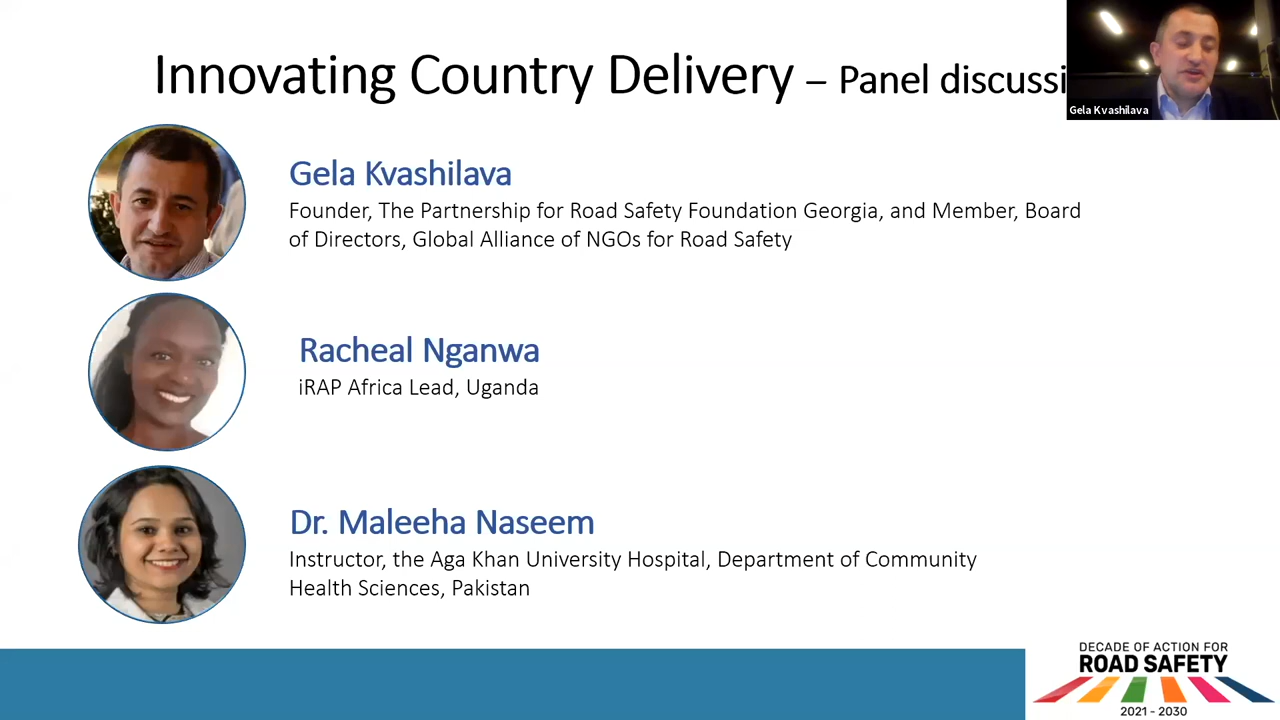 Innovating Country Delivery – Panel discussi
Gela Kvashilava
Gela Kvashilava
Founder, The Partnership for Road Safety Foundation Georgia, and Member, Board
of Directors, Global Alliance of NGOs for Road Safety
Racheal Nganwa
iRAP Africa Lead, Uganda
Dr. Maleeha Naseem
Instructor, the Aga Khan University Hospital, Department of Community
Health Sciences, Pakistan
DECADE OF ACTION FOR
ROAD SAFETY
2021 - 2030